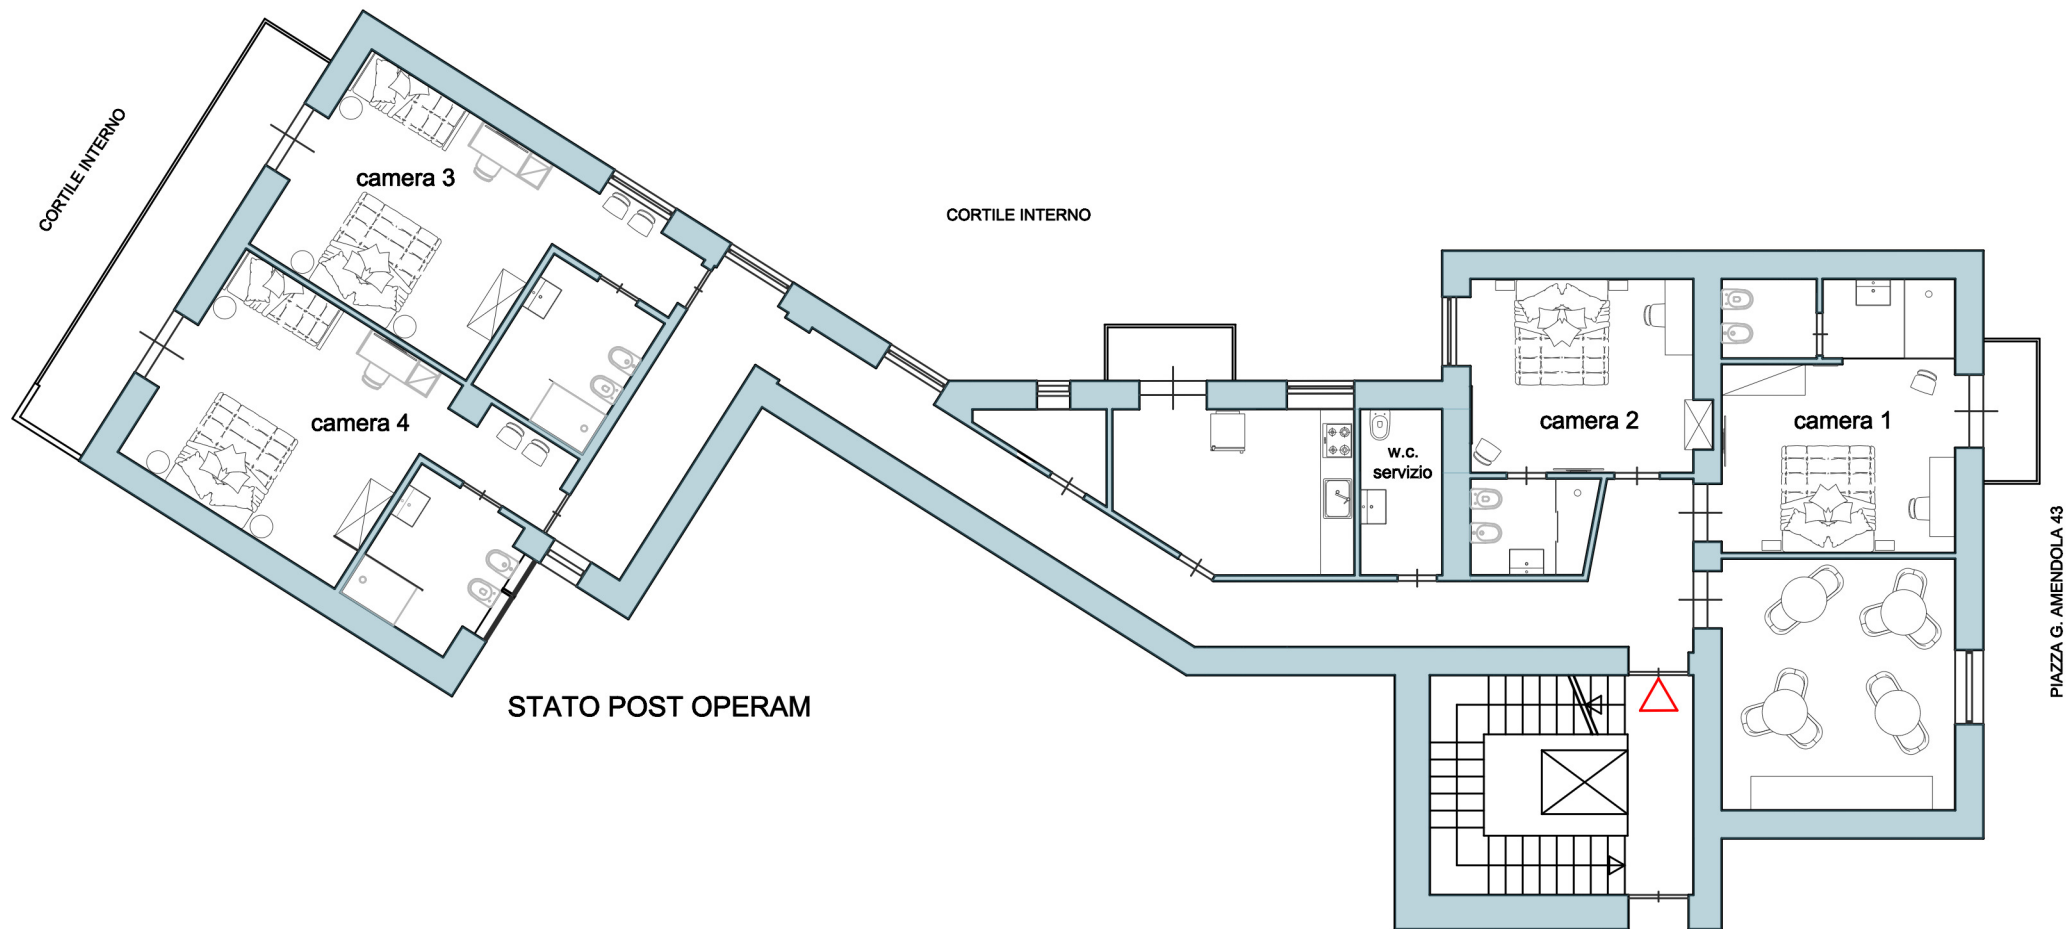 CORTILE INTERNO
camera 3
CORTILE INTERNO
camera 4
camera 2
camera 1
w.c.
servizio
PIAZZA G. AMENDOLA 43
STATO POST OPERAM